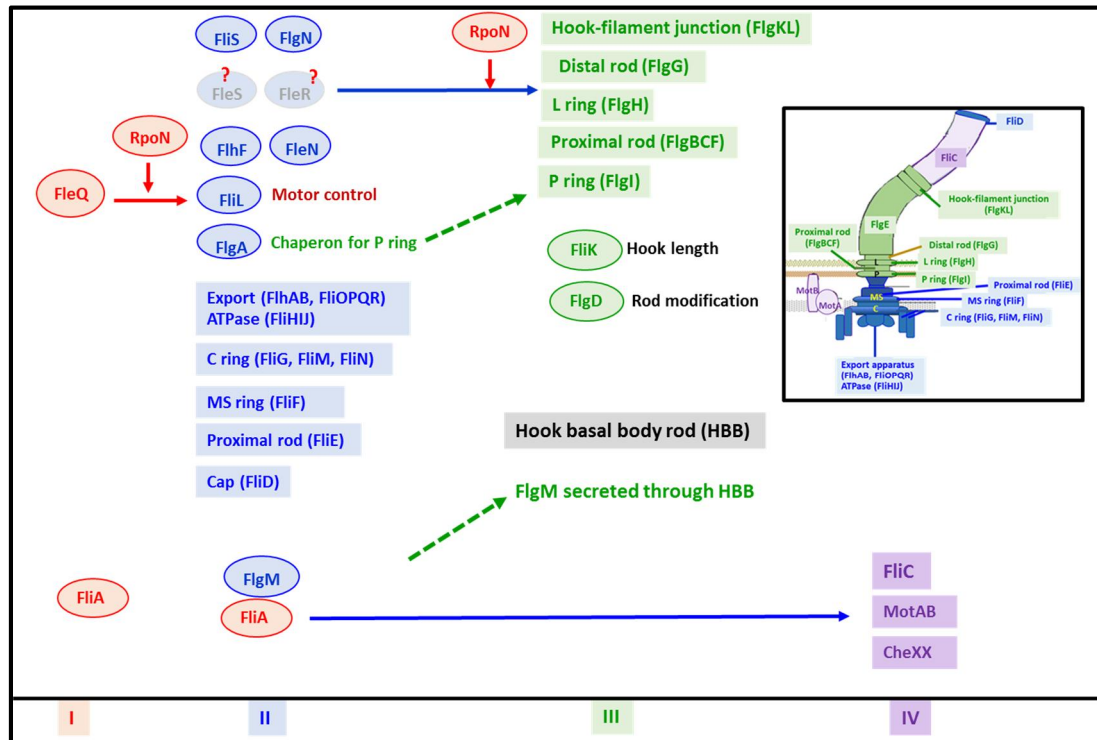 FliS
FlgN
?
?
FleS
FleR
RpoN
RpoN
FlhF
FleN
FleQ
FliL
Motor control
FlgA
Chaperon for P ring
Export (FlhAB, FliOPQR)
ATPase (FliHIJ)
C ring (FliG, FliM, FliN)
MS ring (FliF)
Proximal rod (FliE)
Cap (FliD)
Hook-filament junction (FlgKL)
Distal rod (FlgG)
L ring (FlgH)
Proximal rod (FlgBCF)
P ring (FlgI)
FliK
Hook length
FlgD
Rod modification
Hook basal body rod (HBB)
FlgM secreted through HBB
FliA
FlgM
FliA
FliC
MotAB
CheXX
FliD
FliC
Hook-filament junction
(FlgKL)
FlgE
Proximal rod
(FlgBCF)
Distal rod (FlgG)
L
L ring (FlgH)
P
P ring (FlgI)
MotB
MotA
MS
Proximal rod (FliE)
MS ring (FliF)
C
C ring (FliG, FliM, FliN)
Export apparatus
(FlhAB, FliOPQR)
ATPase (FliHIJ)
I
II
III
IV